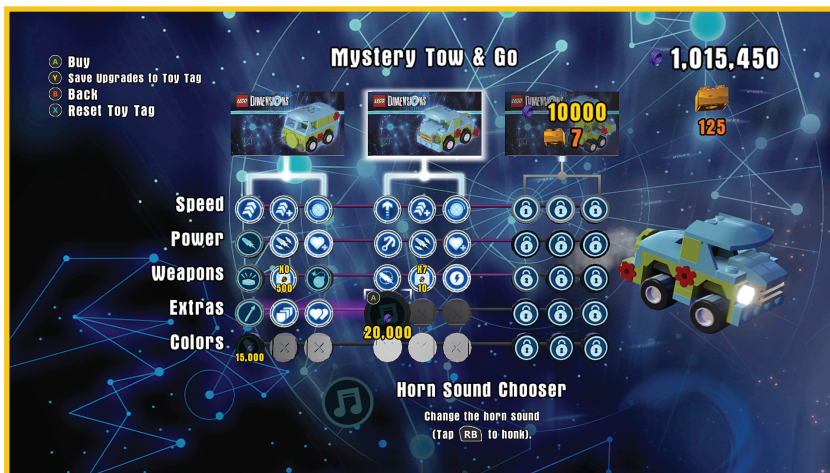 A Buy
Y Save Upgrades to Toy Tag
B Back
X Reset Toy Tag
Mystery Tow & Go
1,015,450
125
LEGO DIMENSIONS
LEGO DIMENSIONS
LEGO DIMENSIONS
10000
7
Speed
Power
Weapons
X0
500
X7
10
Extras
A
20,000
Colors
15,000
Horn Sound Chooser
Change the horn sound
(Tap RB to honk).